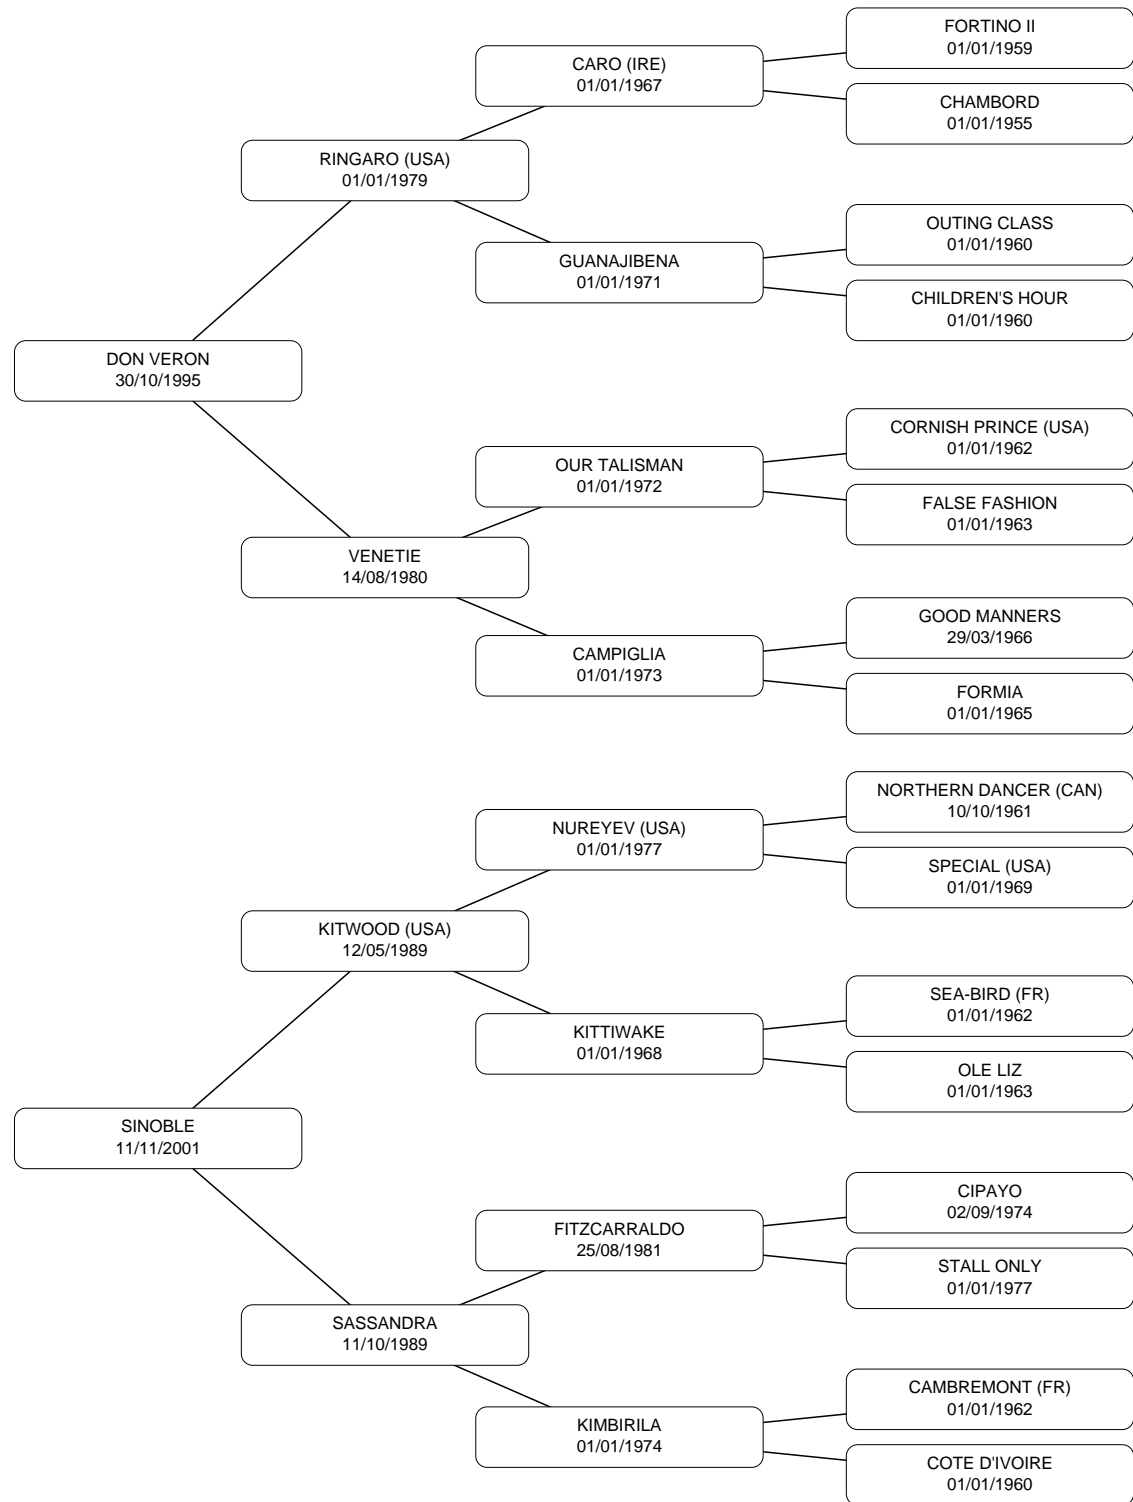 FORTINO II
01/01/1959
CARO (IRE)
01/01/1967
CHAMBORD
01/01/1955
RINGARO (USA)
01/01/1979
OUTING CLASS
01/01/1960
GUANAJIBENA
01/01/1971
CHILDREN'S HOUR
01/01/1960
DON VERON
30/10/1995
CORNISH PRINCE (USA)
01/01/1962
OUR TALISMAN
01/01/1972
FALSE FASHION
01/01/1963
VENETIE
14/08/1980
GOOD MANNERS
29/03/1966
CAMPIGLIA
01/01/1973
FORMIA
01/01/1965
NORTHERN DANCER (CAN)
10/10/1961
NUREYEV (USA)
01/01/1977
SPECIAL (USA)
01/01/1969
KITWOOD (USA)
12/05/1989
SEA-BIRD (FR)
01/01/1962
KITTIWAKE
01/01/1968
OLE LIZ
01/01/1963
SINOBLE
11/11/2001
CIPAYO
02/09/1974
FITZCARRALDO
25/08/1981
STALL ONLY
01/01/1977
SASSANDRA
11/10/1989
CAMBREMONT (FR)
01/01/1962
KIMBIRILA
01/01/1974
COTE D'IVOIRE
01/01/1960